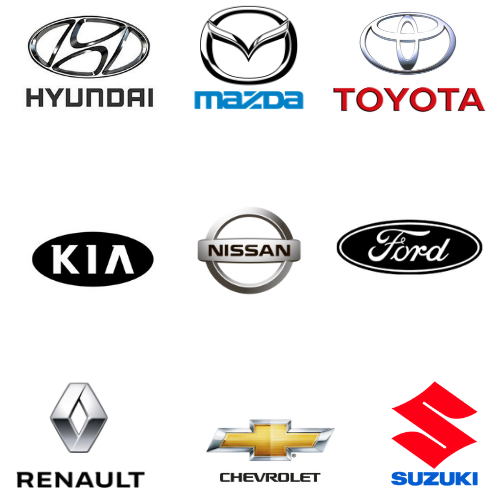 HYUNDAI
mazda
TOYOTA
KIA
NISSAN
Ford
RENAULT
CHEVROLET
SUZUKI